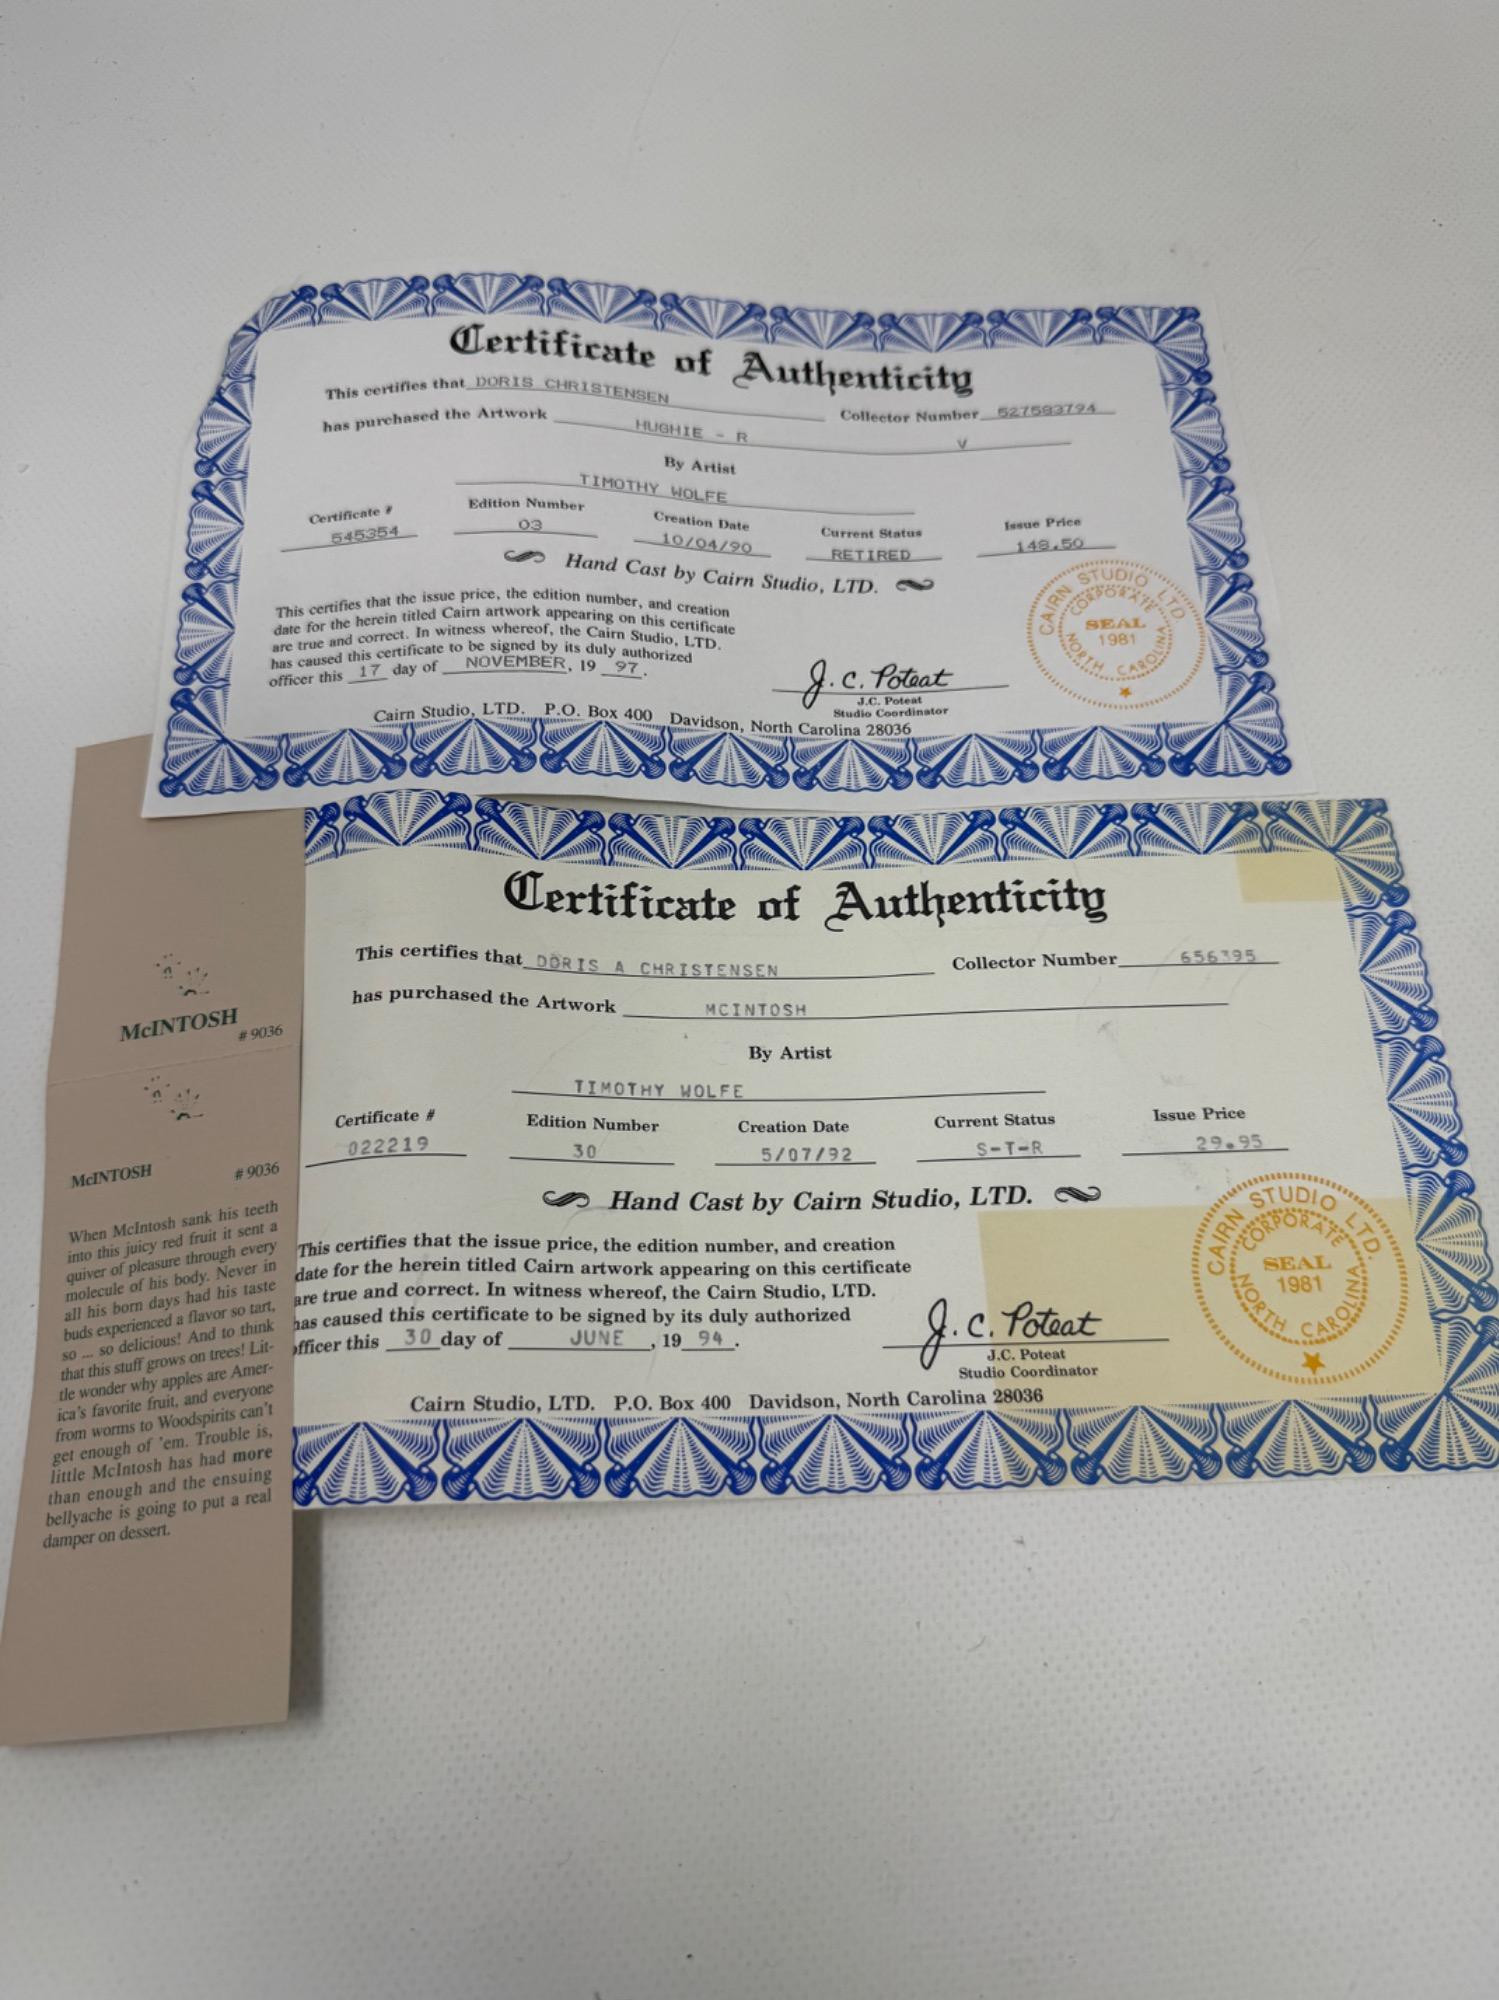 Certificate of Authenticity
This certifies that DORIS CHRISTENSEN
Collector Number 527583794
has purchased the Artwork HUGHIE - R V
By Artist
TIMOTHY WOLFE
Certificate # Edition Number Creation Date Current Status Issue Price
545354 03 10/04/90 RETIRED 148.50
Hand Cast by Cairn Studio, LTD.
This certifies that the issue price, the edition number, and creation
date for the herein titled Cairn artwork appearing on this certificate
are true and correct. In witness whereof, the Cairn Studio, LTD.
has caused this certificate to be signed by its duly authorized
officer this 17 day of NOVEMBER, 19 97.
J.C. Poteat
J.C. Poteat
Studio Coordinator
CAIRN STUDIO LTD
CORPORATE
SEAL
1981
NORTH CAROLINA
Cairn Studio, LTD. P.O. Box 400 Davidson, North Carolina 28036
Certificate of Authenticity
This certifies that DORIS A CHRISTENSEN Collector Number 656395
has purchased the Artwork MCINTOSH
By Artist
TIMOTHY WOLFE
Certificate # Edition Number Creation Date Current Status Issue Price
022219 30 5/07/92 S-T-R 29.95
Hand Cast by Cairn Studio, LTD.
This certifies that the issue price, the edition number, and creation
date for the herein titled Cairn artwork appearing on this certificate
are true and correct. In witness whereof, the Cairn Studio, LTD.
has caused this certificate to be signed by its duly authorized
officer this 30 day of JUNE, 19 94.
J.C. Poteat
J.C. Poteat
Studio Coordinator
CAIRN STUDIO LTD.
CORPORATE
SEAL
1981
NORTH CAROLINA
Cairn Studio, LTD. P.O. Box 400 Davidson, North Carolina 28036
McINTOSH
# 9036
McINTOSH # 9036
When McIntosh sank his teeth
into this juicy red fruit it sent a
quiver of pleasure through every
molecule of his body. Never in
all his born days had his taste
buds experienced a flavor so tart,
so ... so delicious! And to think
that this stuff grows on trees! Lit-
tle wonder why apples are Amer-
ica's favorite fruit, and everyone
from worms to Woodspirits can't
get enough of 'em. Trouble is,
little McIntosh has had more
than enough and the ensuing
bellyache is going to put a real
damper on dessert.